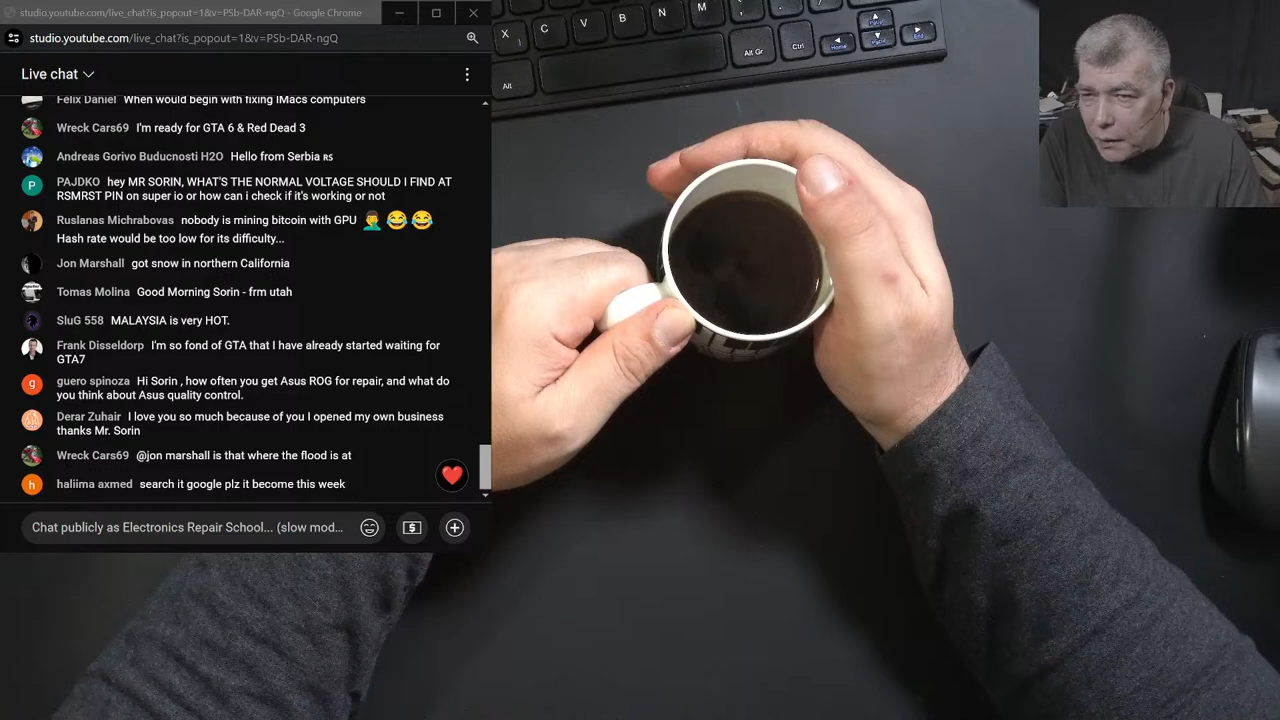 studio.youtube.com/live_chat?is_popout=1&v=PSb-DAR-ngQ - Google Chrome
studio.youtube.com/live_chat?is_popout=1&v=PSb-DAR-ngQ
Live chat
Felix Daniel When would begin with fixing IMacs computers
Wreck Cars69 I'm ready for GTA 6 & Red Dead 3
Andreas Gorivo Buducnosti H2O Hello from Serbia 🇷🇸
PAJDKO hey MR SORIN, WHAT'S THE NORMAL VOLTAGE SHOULD I FIND AT
RSMRST PIN on super io or how can i check if it's working or not
Ruslanas Michrabovas nobody is mining bitcoin with GPU 🤦‍♂️😂😂
Hash rate would be too low for its difficulty...
Jon Marshall got snow in northern California
Tomas Molina Good Morning Sorin - frm utah
SluG 558 MALAYSIA is very HOT.
Frank Disseldorp I'm so fond of GTA that I have already started waiting for
GTA7
guero spinoza Hi Sorin , how often you get Asus ROG for repair, and what do
you think about Asus quality control.
Derar Zuhair I love you so much because of you I opened my own business
thanks Mr. Sorin
Wreck Cars69 @jon marshall is that where the flood is at
haliima axmed search it google plz it become this week
Chat publicly as Electronics Repair School... (slow mod...
P
g
h
X
C
V
B
N
M
Alt
Alt Gr
Ctrl
Home
PgUp
PgDn
End